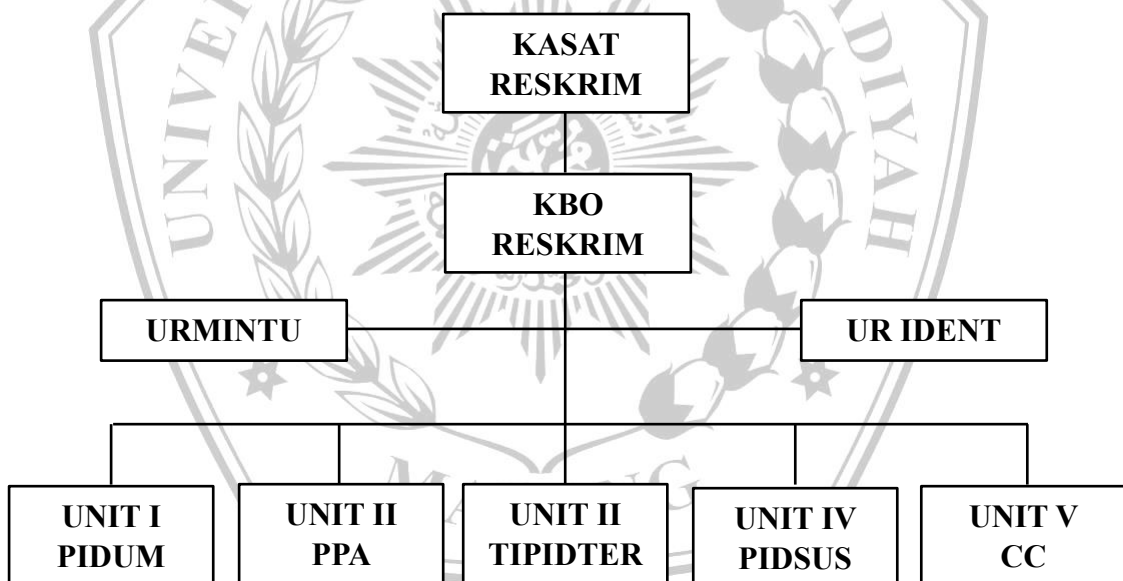 KASAT
RESKRIM
KBO
RESKRIM
URMINTU
UR IDENT
UNIT I
PIDUM
UNIT II
PPA
UNIT II
TIPIDTER
UNIT IV
PIDSUS
UNIT V
CC